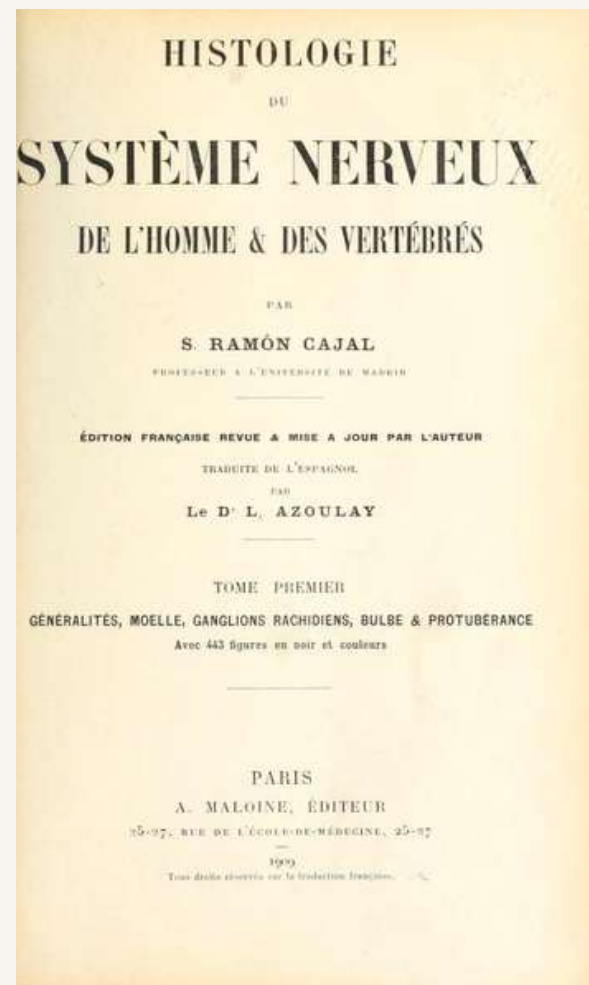 HISTOLOGIE
DU
SYSTÈME NERVEUX
DE L'HOMME & DES VERTÉBRÉS
PAR
S. RAMÓN CAJAL
PROFESSEUR A L'UNIVERSITÉ DE MADRID
ÉDITION FRANÇAISE REVUE & MISE A JOUR PAR L'AUTEUR
TRADUITE DE L'ESPAGNOL
PAR
Le Dr L. AZOULAY
TOME PREMIER
GÉNÉRALITÉS, MOELLE, GANGLIONS RACHIDIENS, BULBE & PROTUBÉRANCE
Avec 443 figures en noir et couleurs
PARIS
A. MALOINE, ÉDITEUR
25-27, RUE DE L'ÉCOLE-DE-MÉDECINE, 25-27
1909
Tous droits réservés sur la traduction française.